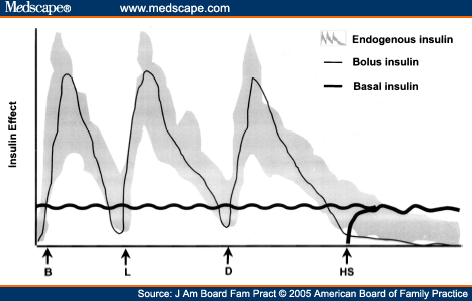 Medscape® www.medscape.com
Endogenous insulin
Bolus insulin
Basal insulin
Insulin Effect
B L D HS
Source: J Am Board Fam Pract © 2005 American Board of Family Practice